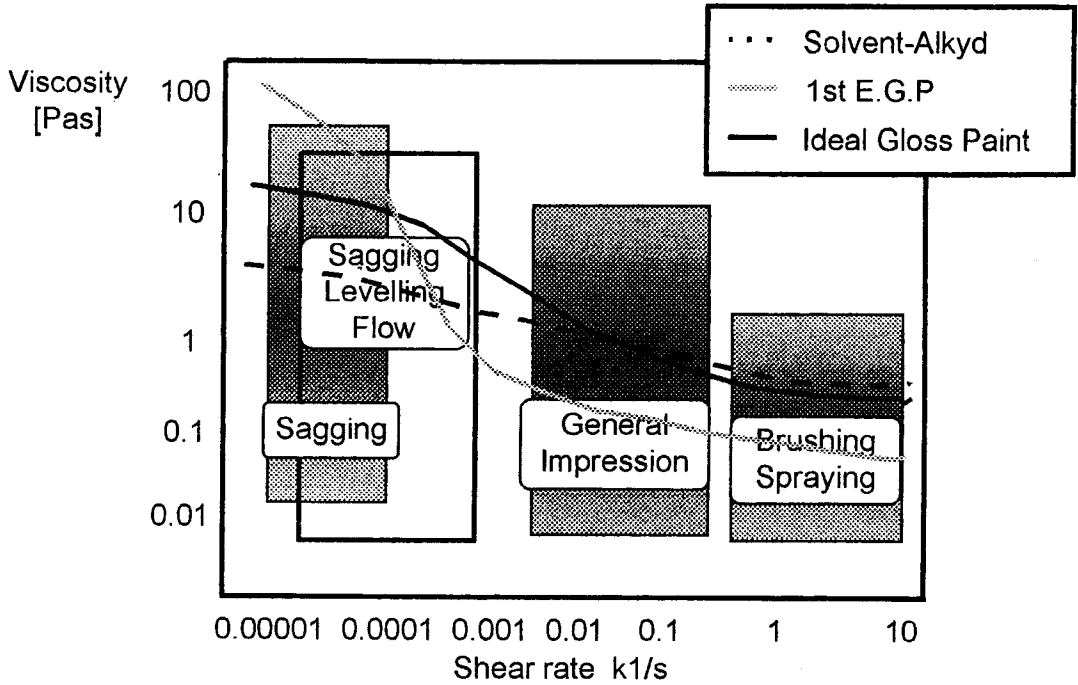 Solvent-Alkyd
1st E.G.P
Ideal Gloss Paint
Viscosity
[Pas]
100
10
1
0.1
0.01
Sagging
Levelling
Flow
Sagging
General
Impression
Brushing
Spraying
0.00001 0.0001 0.001 0.01 0.1 1 10
Shear rate k1/s